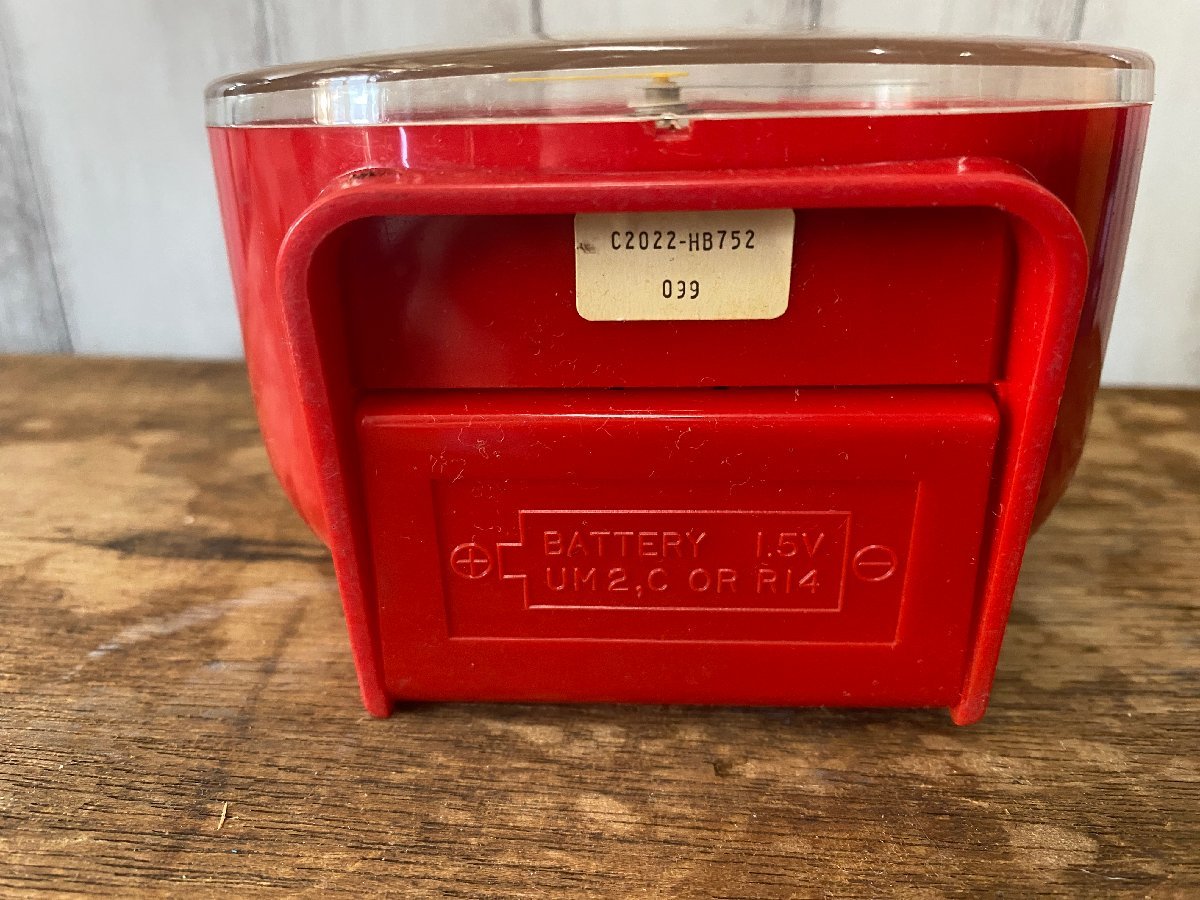 C2022-HB752
039
BATTERY 1.5V
UM2,C OR R14